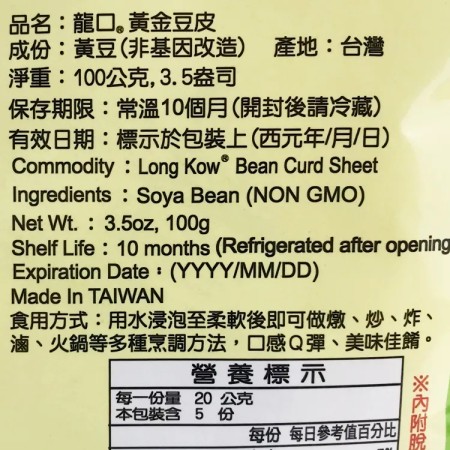 品名：龍口®黃金豆皮
成份：黃豆(非基因改造) 產地：台灣
淨重：100公克, 3.5盎司
保存期限：常溫10個月(開封後請冷藏)
有效日期：標示於包裝上(西元年/月/日)
Commodity：Long Kow® Bean Curd Sheet
Ingredients：Soya Bean (NON GMO)
Net Wt.：3.5oz, 100g
Shelf Life：10 months (Refrigerated after opening
Expiration Date：(YYYY/MM/DD)
Made In TAIWAN
食用方式：用水浸泡至柔軟後即可做燉、炒、炸、
滷、火鍋等多種烹調方法，口感Q彈、美味佳餚。
營養標示
每一份量 20 公克
本包裝含 5 份
每份 每日參考值百分比
※內附脫